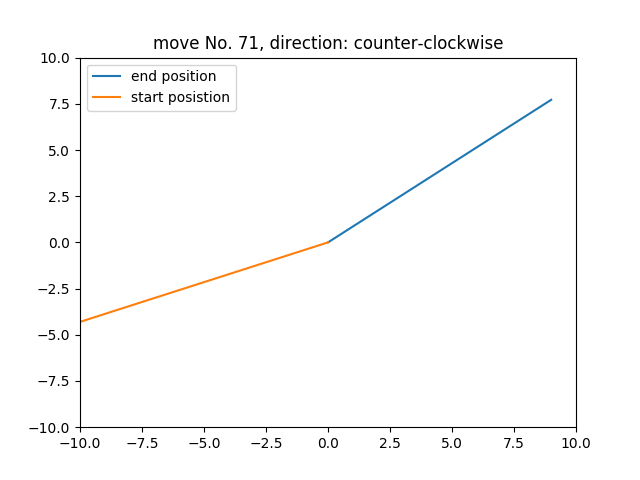 move No. 71, direction: counter-clockwise
end position
start posistion
10.0
7.5
5.0
2.5
0.0
−2.5
−5.0
−7.5
−10.0
−10.0 −7.5 −5.0 −2.5 0.0 2.5 5.0 7.5 10.0